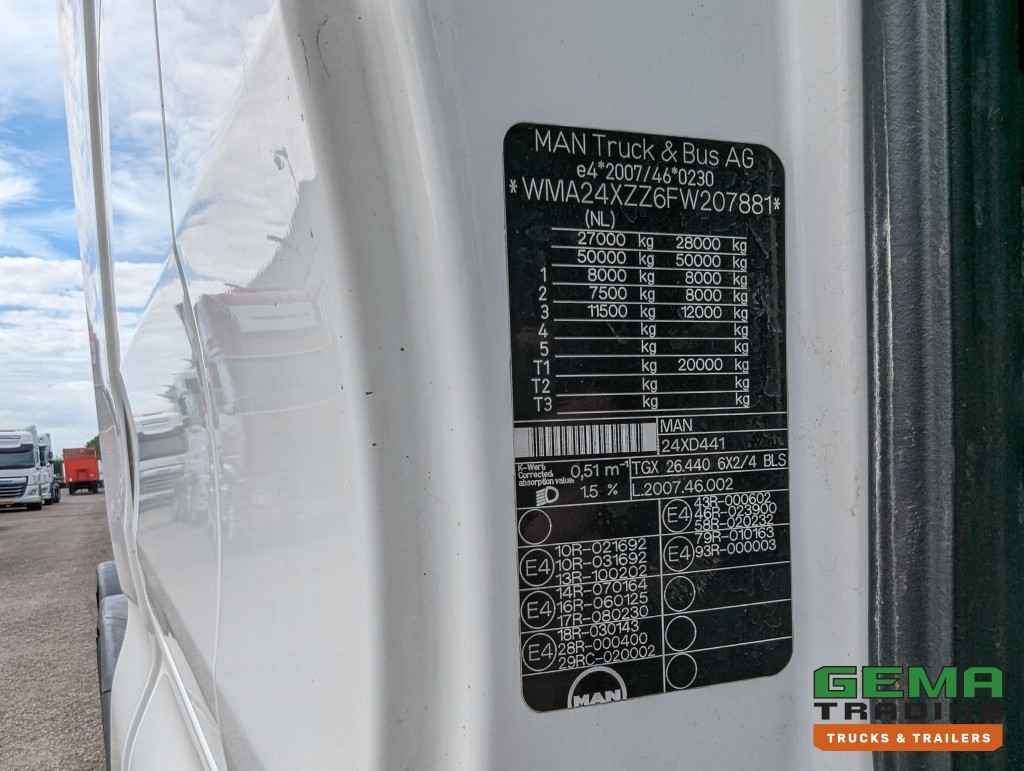 MAN Truck & Bus AG
e4*2007/46*0230
*WMA24XZZ6FW207881*
(NL)
27000 kg 28000 kg
50000 kg 50000 kg
1 8000 kg 8000 kg
2 7500 kg 8000 kg
3 11500 kg 12000 kg
4 kg kg
5 kg kg
T1 kg 20000 kg
T2 kg kg
T3 kg kg
MAN
24XD441
K-Wert:
Corrected
absorption value:
0,51 m⁻¹
1.5 %
TGX 26.440 6X2/4 BLS
L.2007.46.002
E4
10R-021692
10R-031692
13R-100202
E4
14R-070164
16R-060125
17R-080230
E4
18R-030143
28R-000400
29RC-020002
E4
43R-000602
46R-023900
58R-020232
E4
79R-010163
93R-000003
MAN
GEMA
TRADING
TRUCKS & TRAILERS